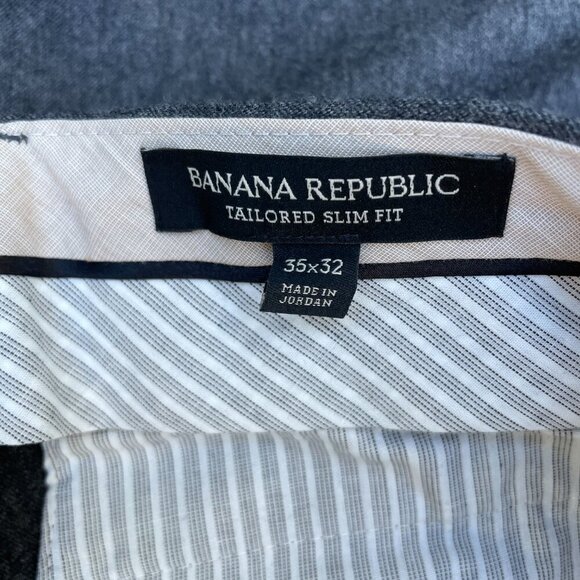 BANANA REPUBLIC
TAILORED SLIM FIT
35x32
MADE IN
JORDAN